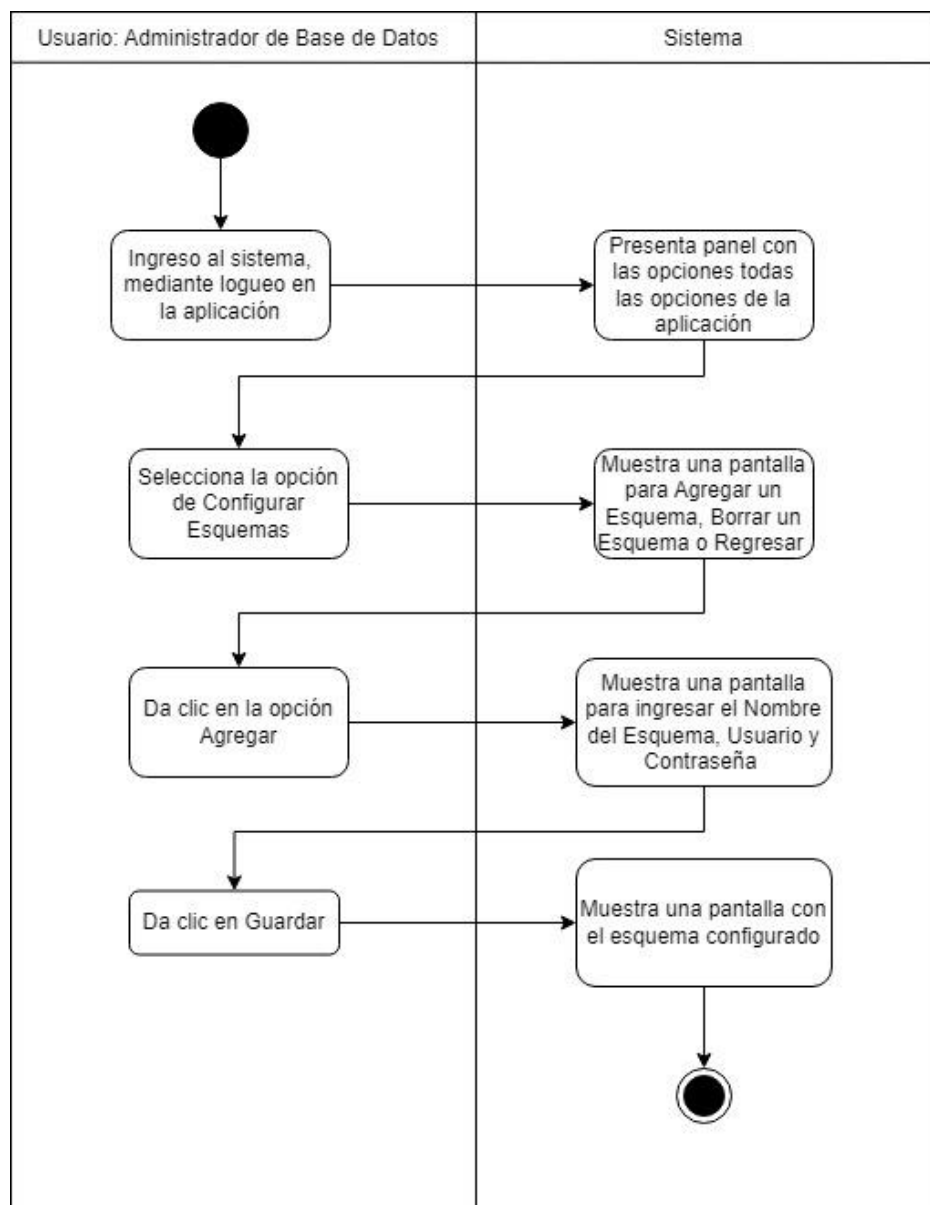 Usuario: Administrador de Base de Datos
Sistema
Ingreso al sistema,
mediante logueo en
la aplicación
Presenta panel con
las opciones todas
las opciones de la
aplicación
Selecciona la opción
de Configurar
Esquemas
Muestra una pantalla
para Agregar un
Esquema, Borrar un
Esquema o Regresar
Da clic en la opción
Agregar
Muestra una pantalla
para ingresar el Nombre
del Esquema, Usuario y
Contraseña
Da clic en Guardar
Muestra una pantalla con
el esquema configurado